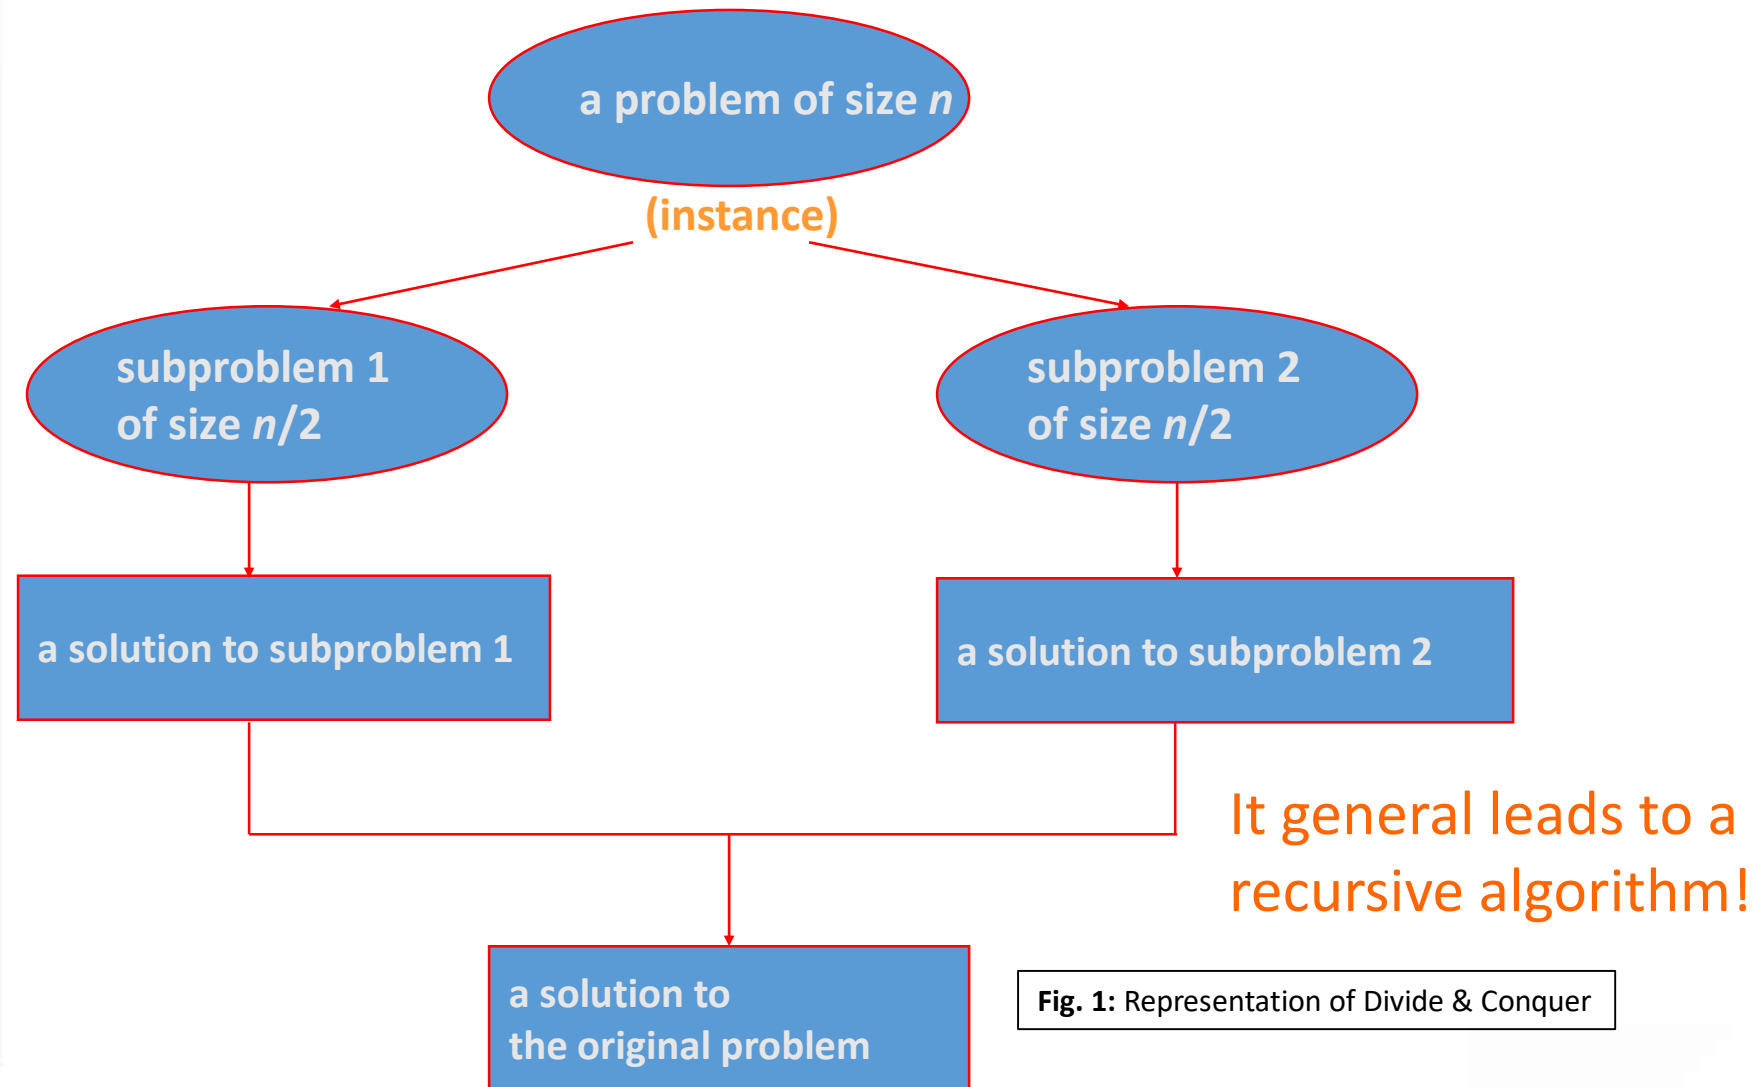 a problem of size n
(instance)
subproblem 1
of size n/2
subproblem 2
of size n/2
a solution to subproblem 1
a solution to subproblem 2
It general leads to a
recursive algorithm!
a solution to
the original problem
Fig. 1: Representation of Divide & Conquer